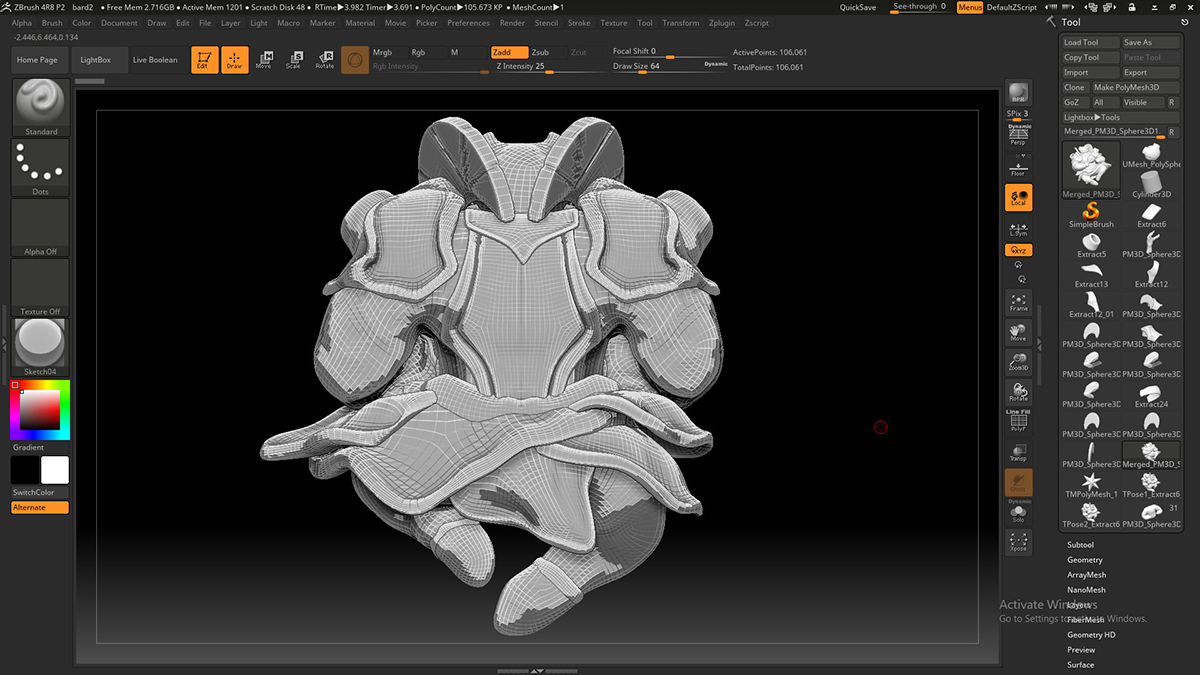 ZBrush 4R8 P2 bard2 • Free Mem 2.716GB • Active Mem 1201 • Scratch Disk 48 • RTime▶3.982 Timer▶3.691 • PolyCount▶105.673 KP • MeshCount▶1 QuickSave See-through 0 Menus DefaultZScript
Alpha Brush Color Document Draw Edit File Layer Light Macro Marker Material Movie Picker Preferences Render Stencil Stroke Texture Tool Transform Zplugin Zscript
-2.446,6.464,0.134
Home Page LightBox Live Boolean
Edit Draw Move Scale Rotate
Mrgb Rgb M
Rgb Intensity
Zadd Zsub Zcut
Z Intensity 25
Focal Shift 0
Draw Size 64 Dynamic
ActivePoints: 106,061
TotalPoints: 106,061
Standard
Dots
Alpha Off
Texture Off
Sketch04
Gradient
SwitchColor
Alternate
BPR
SPix 3
Dynamic
Persp
Floor
Local
L.Sym
XYZ
Frame
Move
Zoom3D
Rotate
Line Fill
PolyF
Transp
Ghost
Dynamic
Solo
Xpose
Tool
Load Tool Save As
Copy Tool Paste Tool
Import Export
Clone Make PolyMesh3D
GoZ All Visible R
Lightbox▶Tools
Merged_PM3D_Sphere3D1. R
Merged_PM3D_S UMesh_PolySphe
Cylinder3D
SimpleBrush Extract6
Extract5 PM3D_Sphere3D
Extract13 Extract12
Extract12_01 PM3D_Sphere3D
PM3D_Sphere3D PM3D_Sphere3D
PM3D_Sphere3D PM3D_Sphere3D
PM3D_Sphere3D Extract24
PM3D_Sphere3D PM3D_Sphere3D
PM3D_Sphere3D Merged_PM3D_S
TMPolyMesh_1 TPose1_Extract6
31
TPose2_Extract6 PM3D_Sphere3D
Subtool
Geometry
ArrayMesh
NanoMesh
Layers
FiberMesh
Geometry HD
Preview
Surface
Activate Windows
Go to Settings to Windows.